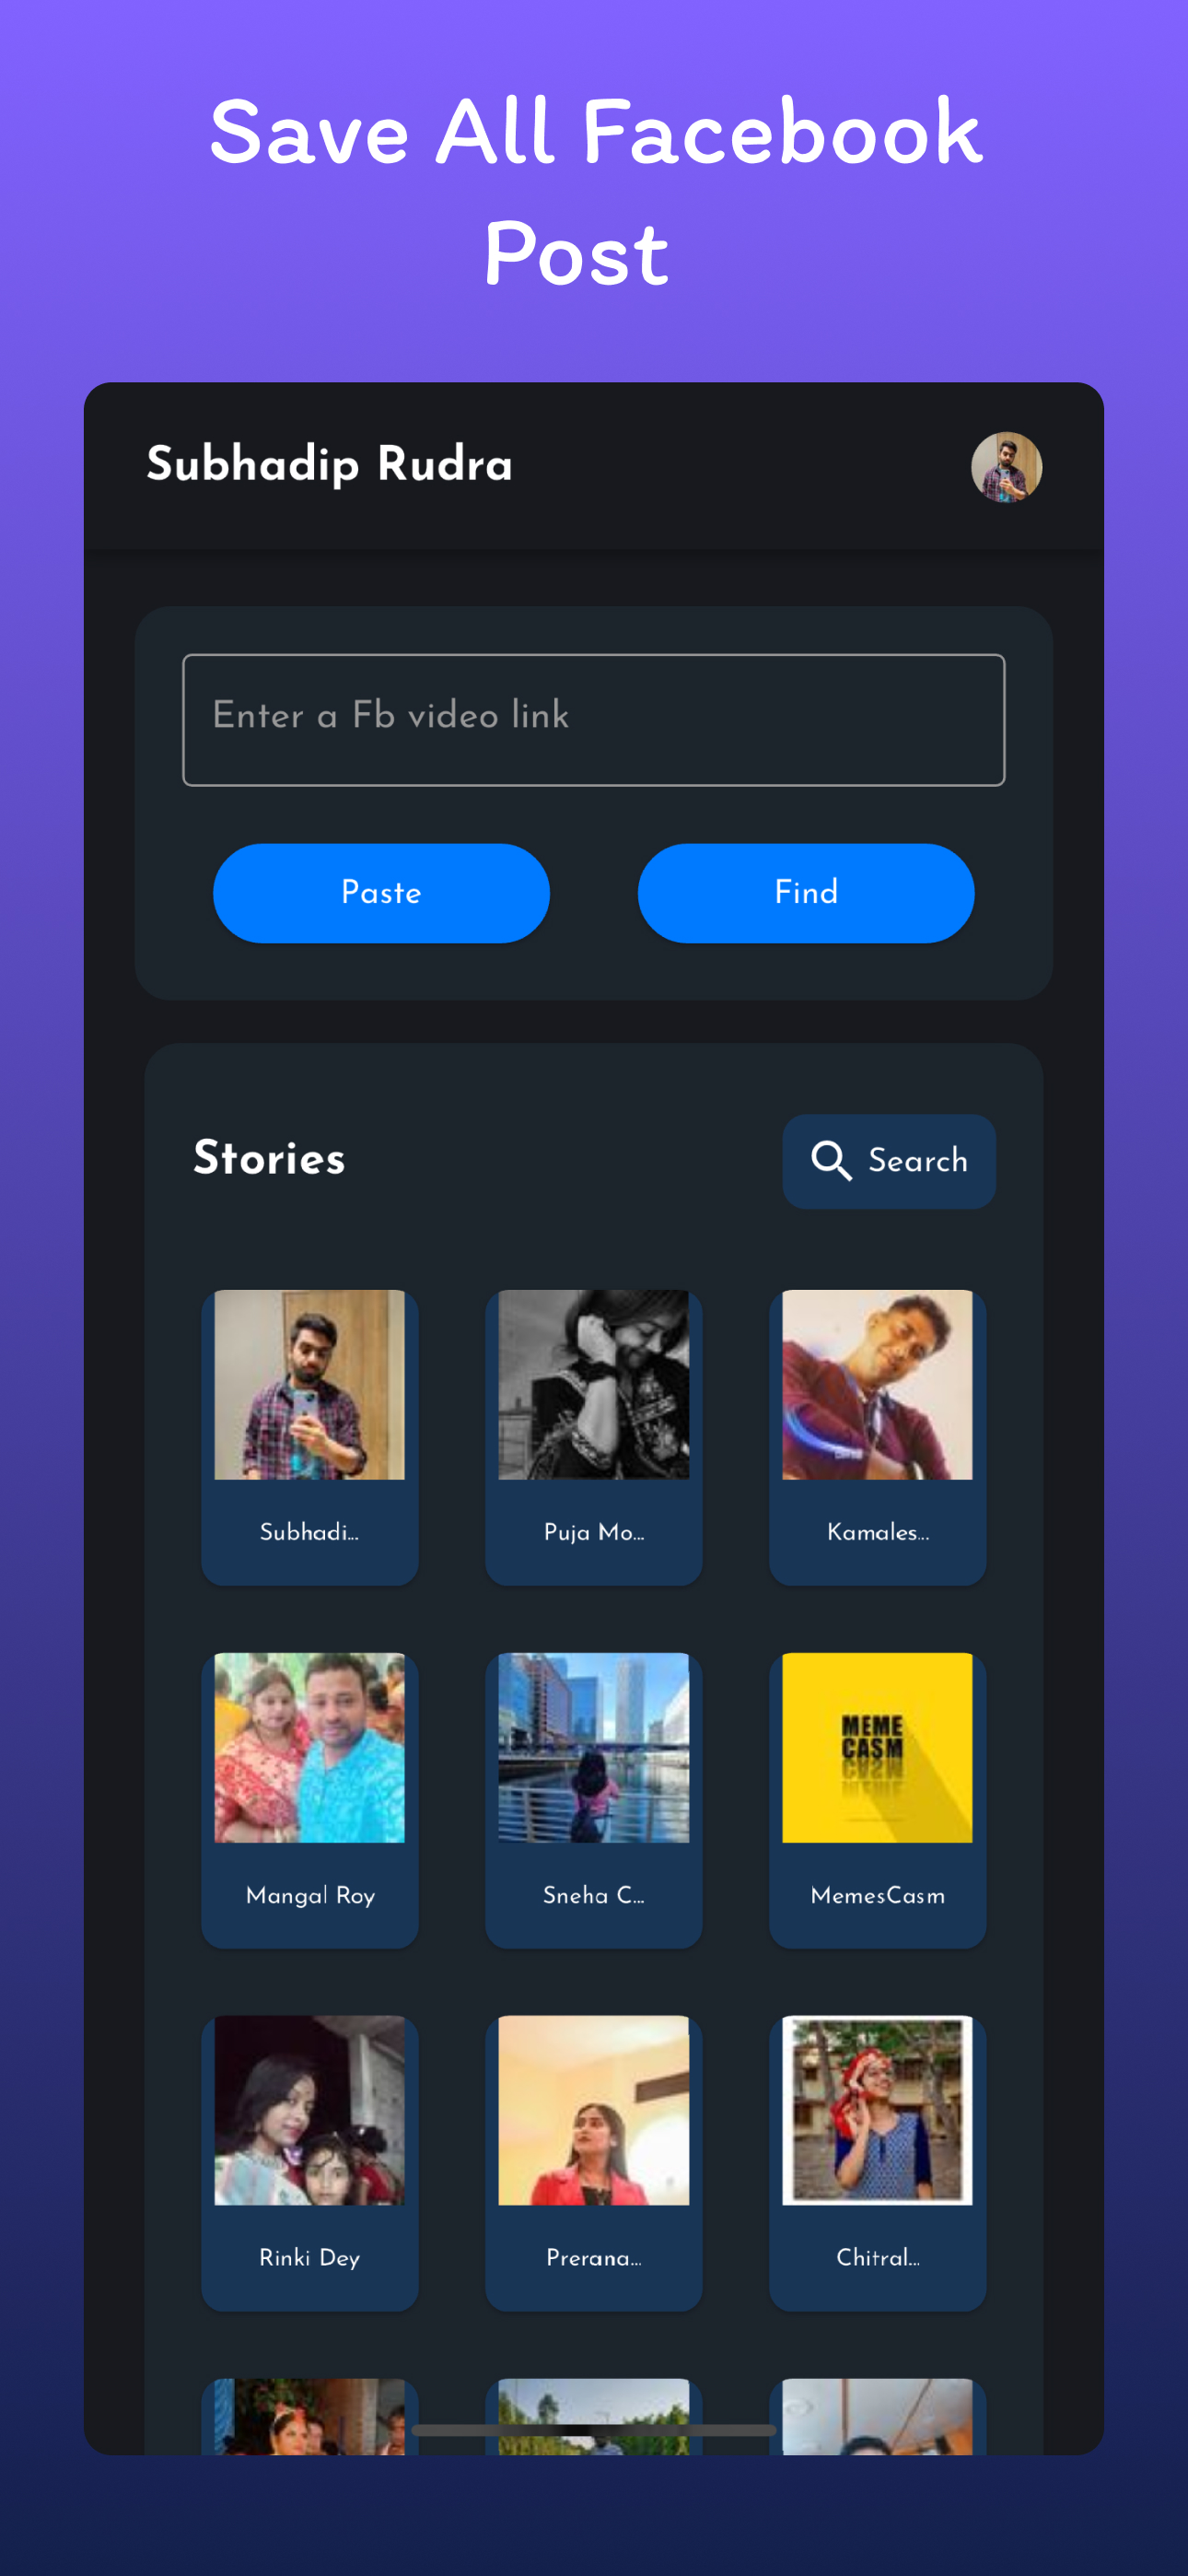 Save All Facebook
Post
Subhadip Rudra
Enter a Fb video link
Paste
Find
Stories
Search
Subhadi...
Puja Mo...
Kamales...
MEME
CASM
Mangal Roy
Sneha C...
MemesCasm
Rinki Dey
Prerana...
Chitral...